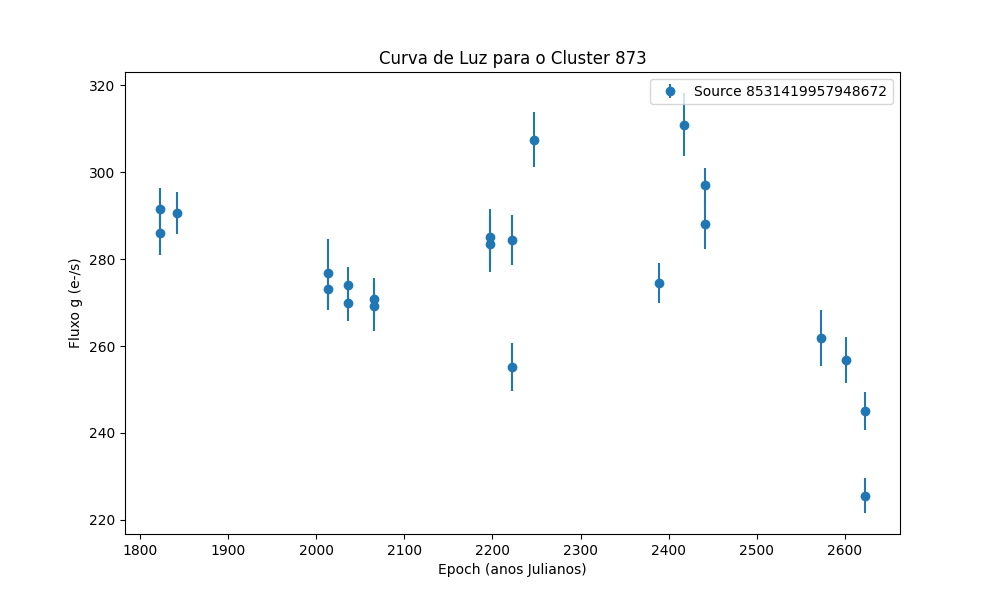 Curva de Luz para o Cluster 873
Source 8531419957948672
Fluxo g (e-/s)
320
300
280
260
240
220
1800 1900 2000 2100 2200 2300 2400 2500 2600
Epoch (anos Julianos)